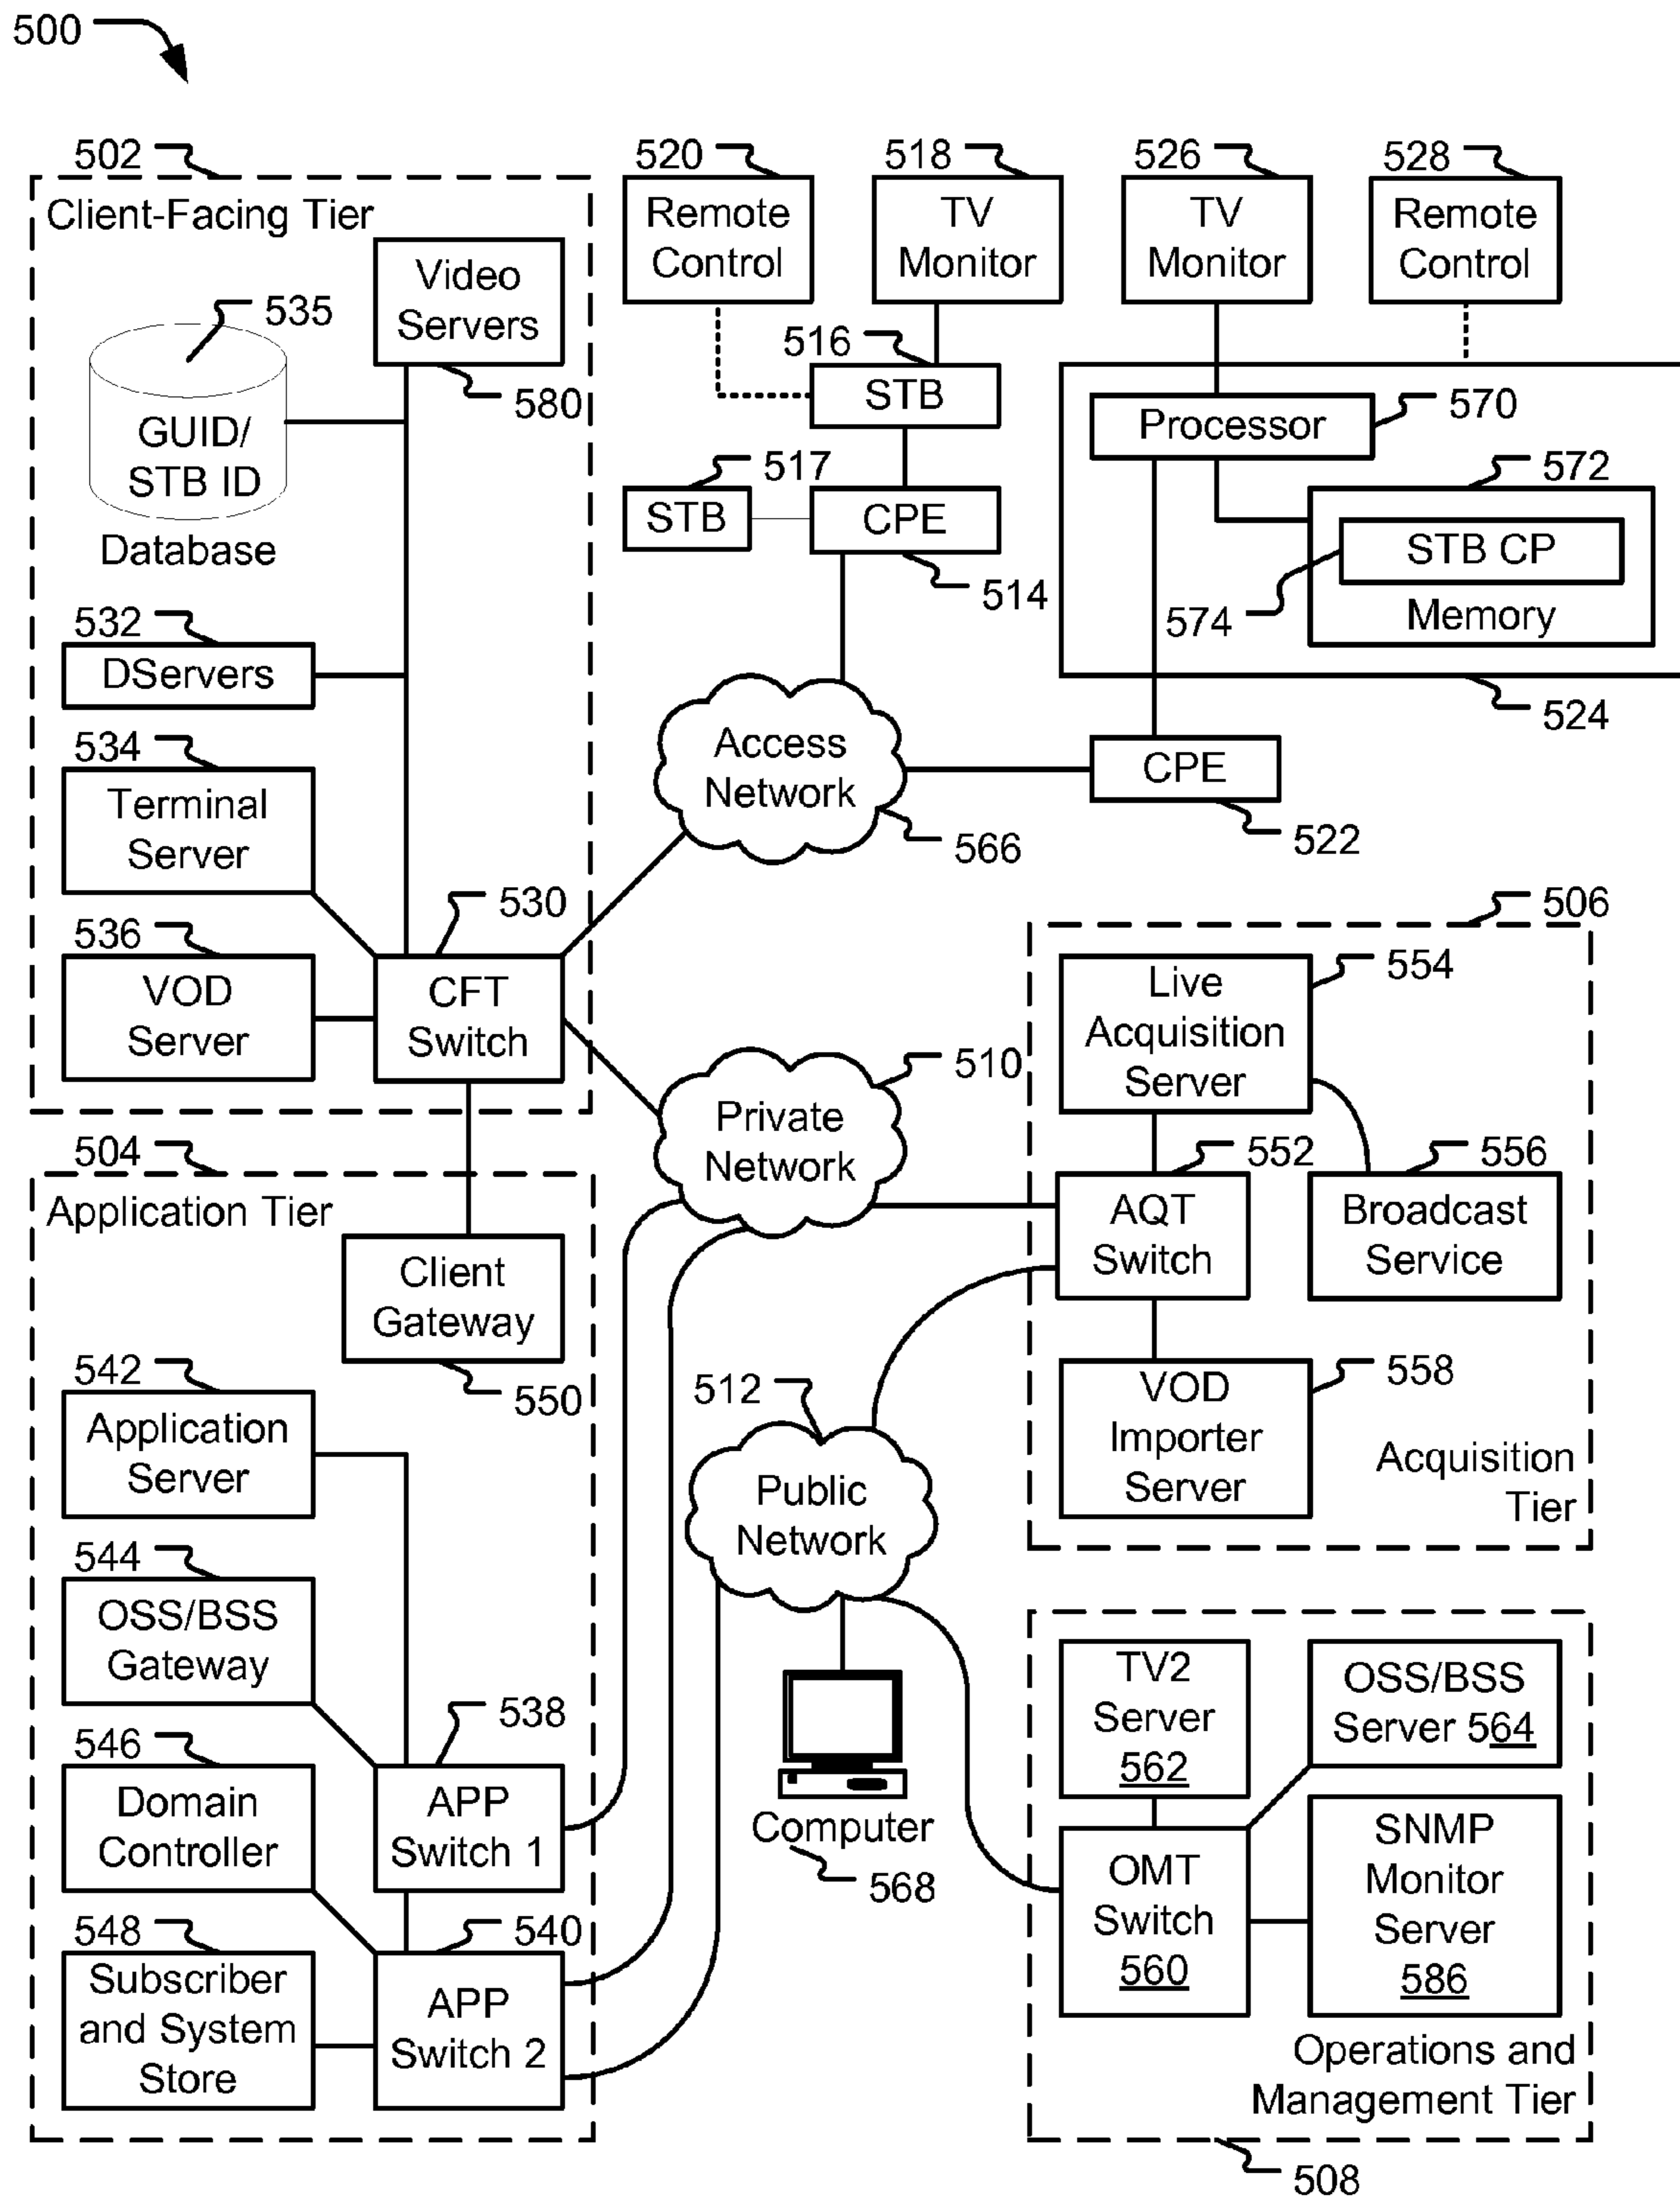 500
502
Client-Facing Tier
Video
Servers
580
535
GUID/
STB ID
Database
532
DServers
534
Terminal
Server
536
VOD
Server
530
CFT
Switch
520
Remote
Control
518
TV
Monitor
526
TV
Monitor
528
Remote
Control
516
STB
517
STB
CPE
514
Processor
570
572
STB CP
574
Memory
524
Access
Network
566
CPE
522
506
Live
Acquisition
Server
554
Private
Network
510
552
AQT
Switch
556
Broadcast
Service
VOD
Importer
Server
558
Acquisition
Tier
504
Application Tier
Client
Gateway
550
542
Application
Server
544
OSS/BSS
Gateway
538
APP
Switch 1
546
Domain
Controller
540
APP
Switch 2
548
Subscriber
and System
Store
512
Public
Network
Computer
568
TV2
Server
562
OSS/BSS
Server 564
OMT
Switch
560
SNMP
Monitor
Server
586
Operations and
Management Tier
508